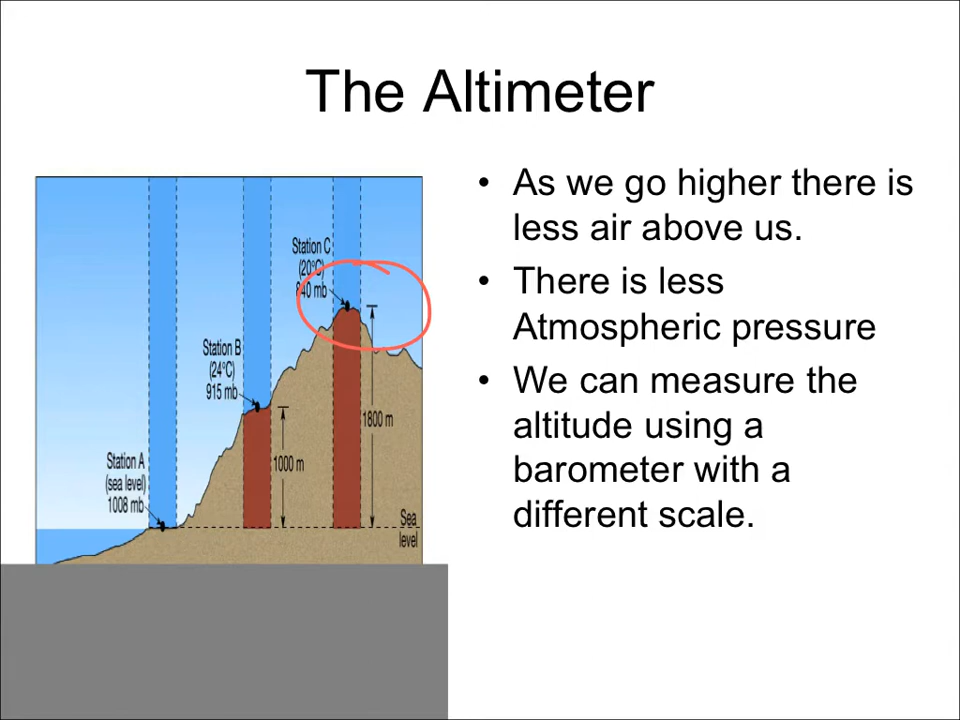 The Altimeter
• As we go higher there is
less air above us.
• There is less
Atmospheric pressure
• We can measure the
altitude using a
barometer with a
different scale.
Station C
(20°C)
840 mb
Station B
(24°C)
915 mb
1800 m
1000 m
Station A
(sea level)
1008 mb
Sea
level